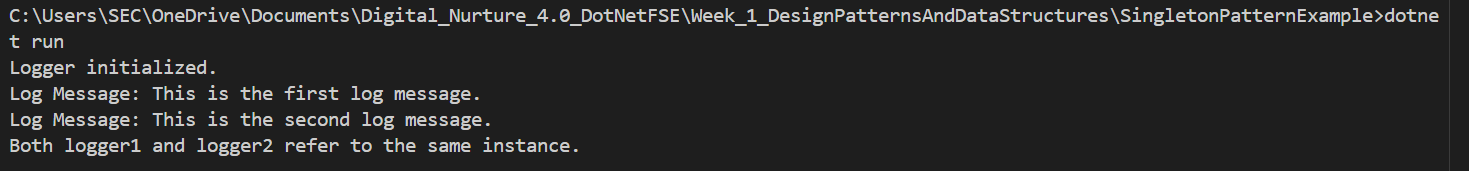 C:\Users\SEC\OneDrive\Documents\Digital_Nurture_4.0_DotNetFSE\Week_1_DesignPatternsAndDataStructures\SingletonPatternExample>dotne
t run
Logger initialized.
Log Message: This is the first log message.
Log Message: This is the second log message.
Both logger1 and logger2 refer to the same instance.